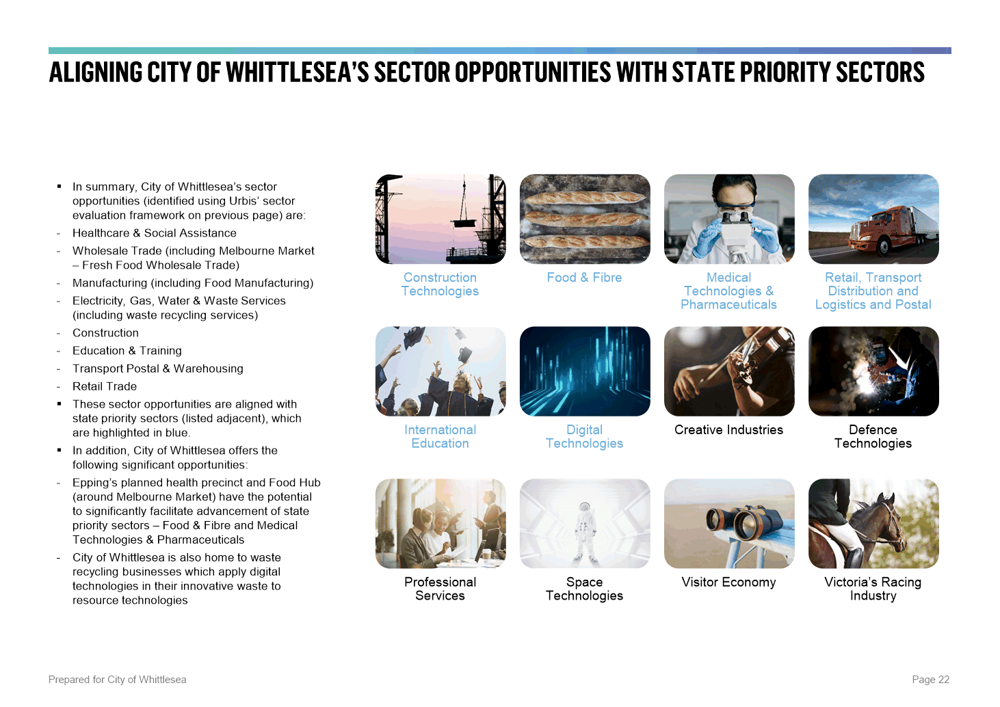 ALIGNING CITY OF WHITTLESEA’S SECTOR OPPORTUNITIES WITH STATE PRIORITY SECTORS
▪ In summary, City of Whittlesea’s sector
opportunities (identified using Urbis’ sector
evaluation framework on previous page) are:
- Healthcare & Social Assistance
- Wholesale Trade (including Melbourne Market
– Fresh Food Wholesale Trade)
- Manufacturing (including Food Manufacturing)
- Electricity, Gas, Water & Waste Services
(including waste recycling services)
- Construction
- Education & Training
- Transport Postal & Warehousing
- Retail Trade
▪ These sector opportunities are aligned with
state priority sectors (listed adjacent), which
are highlighted in blue.
▪ In addition, City of Whittlesea offers the
following significant opportunities:
- Epping’s planned health precinct and Food Hub
(around Melbourne Market) have the potential
to significantly facilitate advancement of state
priority sectors – Food & Fibre and Medical
Technologies & Pharmaceuticals
- City of Whittlesea is also home to waste
recycling businesses which apply digital
technologies in their innovative waste to
resource technologies
Construction
Technologies
Food & Fibre
Medical
Technologies &
Pharmaceuticals
Retail, Transport
Distribution and
Logistics and Postal
International
Education
Digital
Technologies
Creative Industries
Defence
Technologies
Professional
Services
Space
Technologies
Visitor Economy
Victoria’s Racing
Industry
Prepared for City of Whittlesea
Page 22